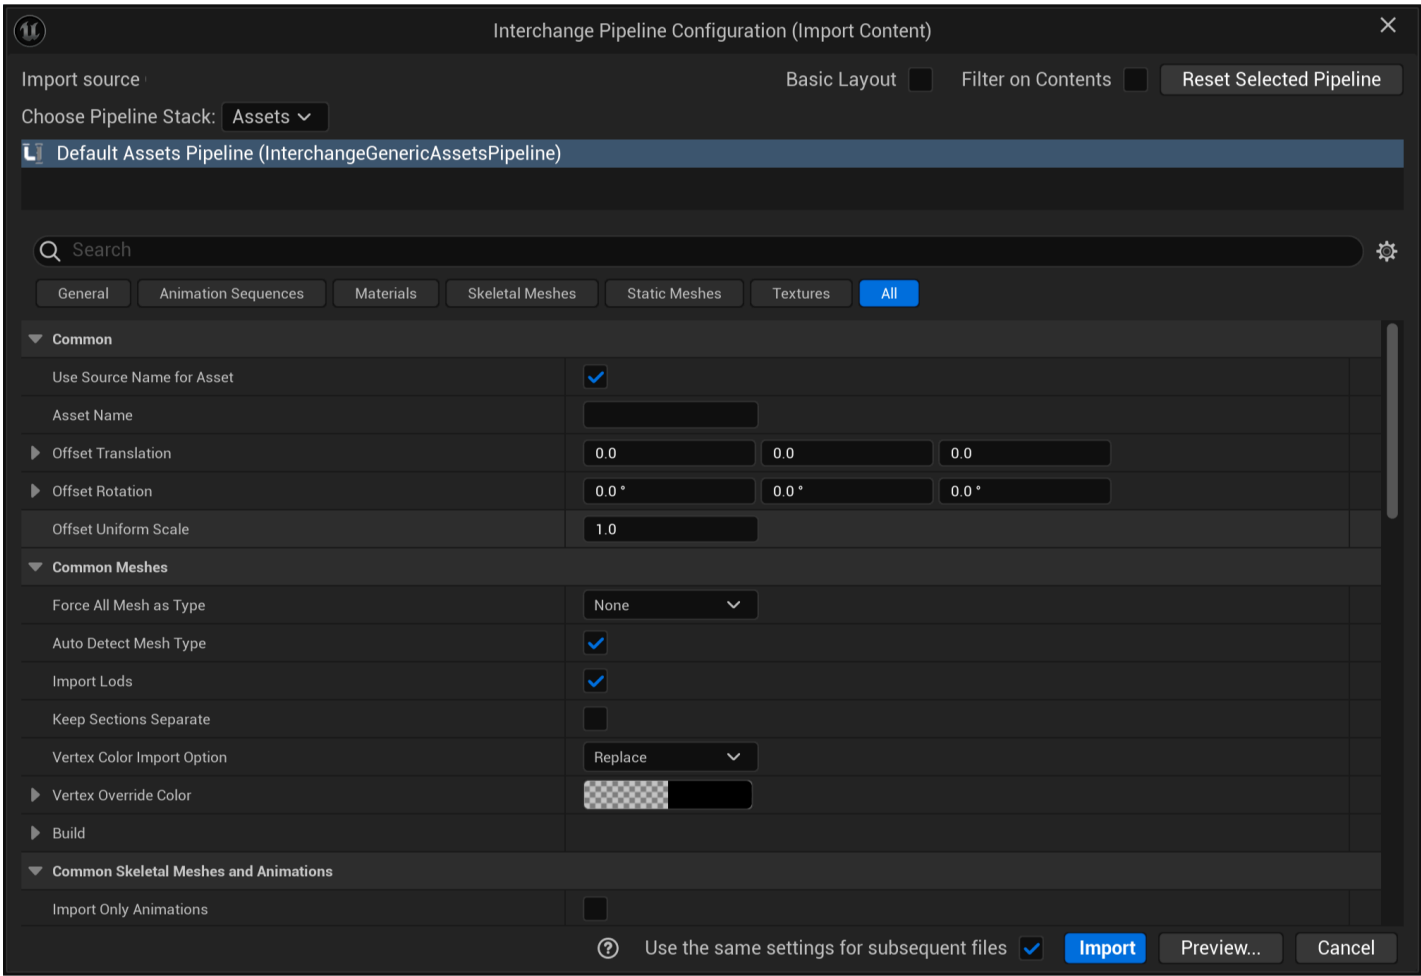 Interchange Pipeline Configuration (Import Content)
Import source
Basic Layout Filter on Contents Reset Selected Pipeline
Choose Pipeline Stack: Assets
Default Assets Pipeline (InterchangeGenericAssetsPipeline)
Search
General Animation Sequences Materials Skeletal Meshes Static Meshes Textures All
Common
Use Source Name for Asset
Asset Name
Offset Translation 0.0 0.0 0.0
Offset Rotation 0.0 ° 0.0 ° 0.0 °
Offset Uniform Scale 1.0
Common Meshes
Force All Mesh as Type None
Auto Detect Mesh Type
Import Lods
Keep Sections Separate
Vertex Color Import Option Replace
Vertex Override Color
Build
Common Skeletal Meshes and Animations
Import Only Animations
Use the same settings for subsequent files Import Preview... Cancel